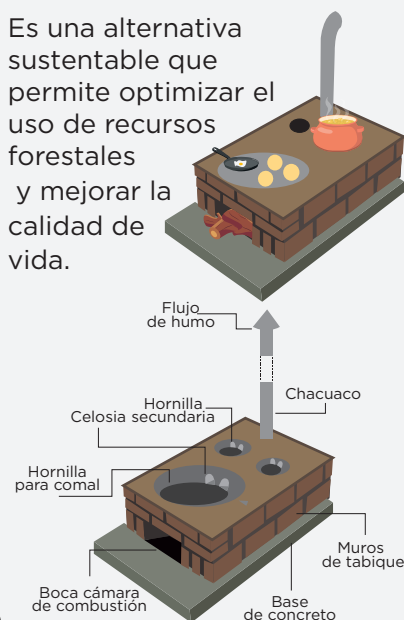 Es una alternativa
sustentable que
permite optimizar el
uso de recursos
forestales
y mejorar la
calidad de
vida.
Flujo
de humo
Chacuaco
Hornilla
Celosia secundaria
Hornilla
para comal
Muros
de tabique
Boca cámara
de combustión
Base
de concreto